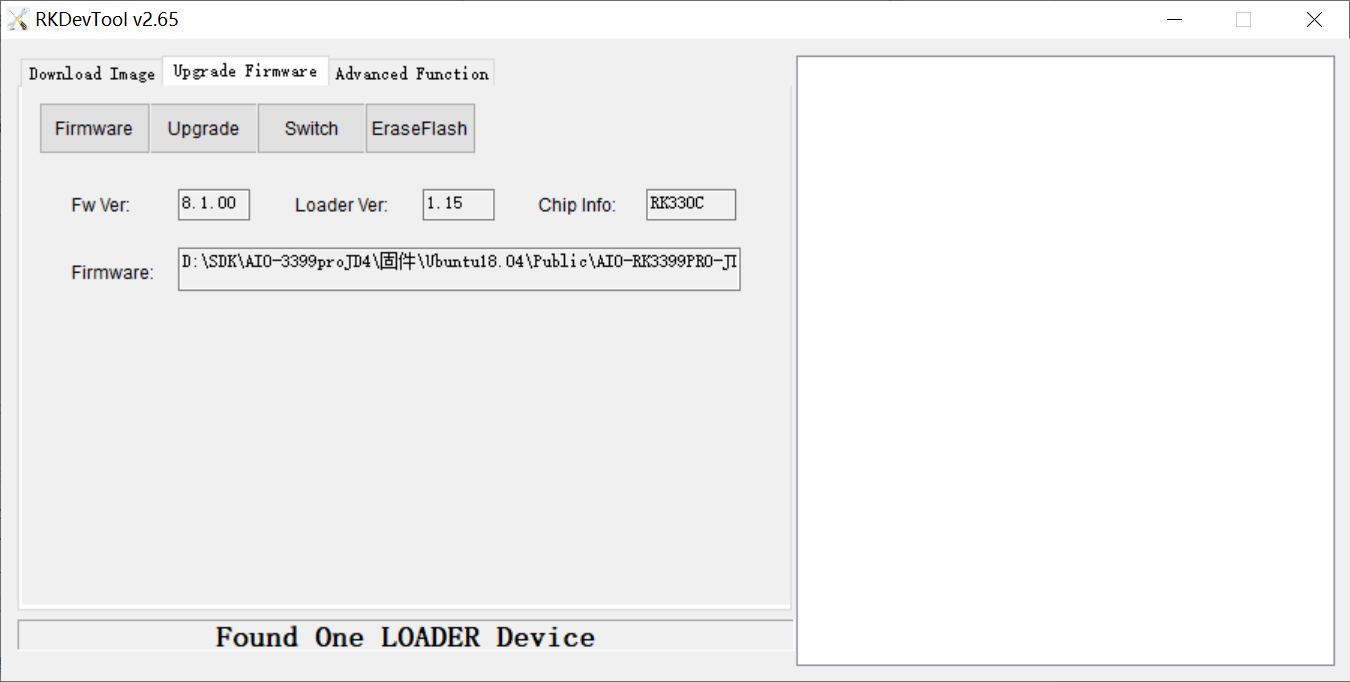 RKDevTool v2.65
Download Image Upgrade Firmware Advanced Function
Firmware Upgrade Switch EraseFlash
Fw Ver: 8.1.00 Loader Ver: 1.15 Chip Info: RK330C
Firmware: D:\SDK\AIO-3399proJD4\固件\Ubuntu18.04\Public\AIO-RK3399PRO-JI
Found One LOADER Device